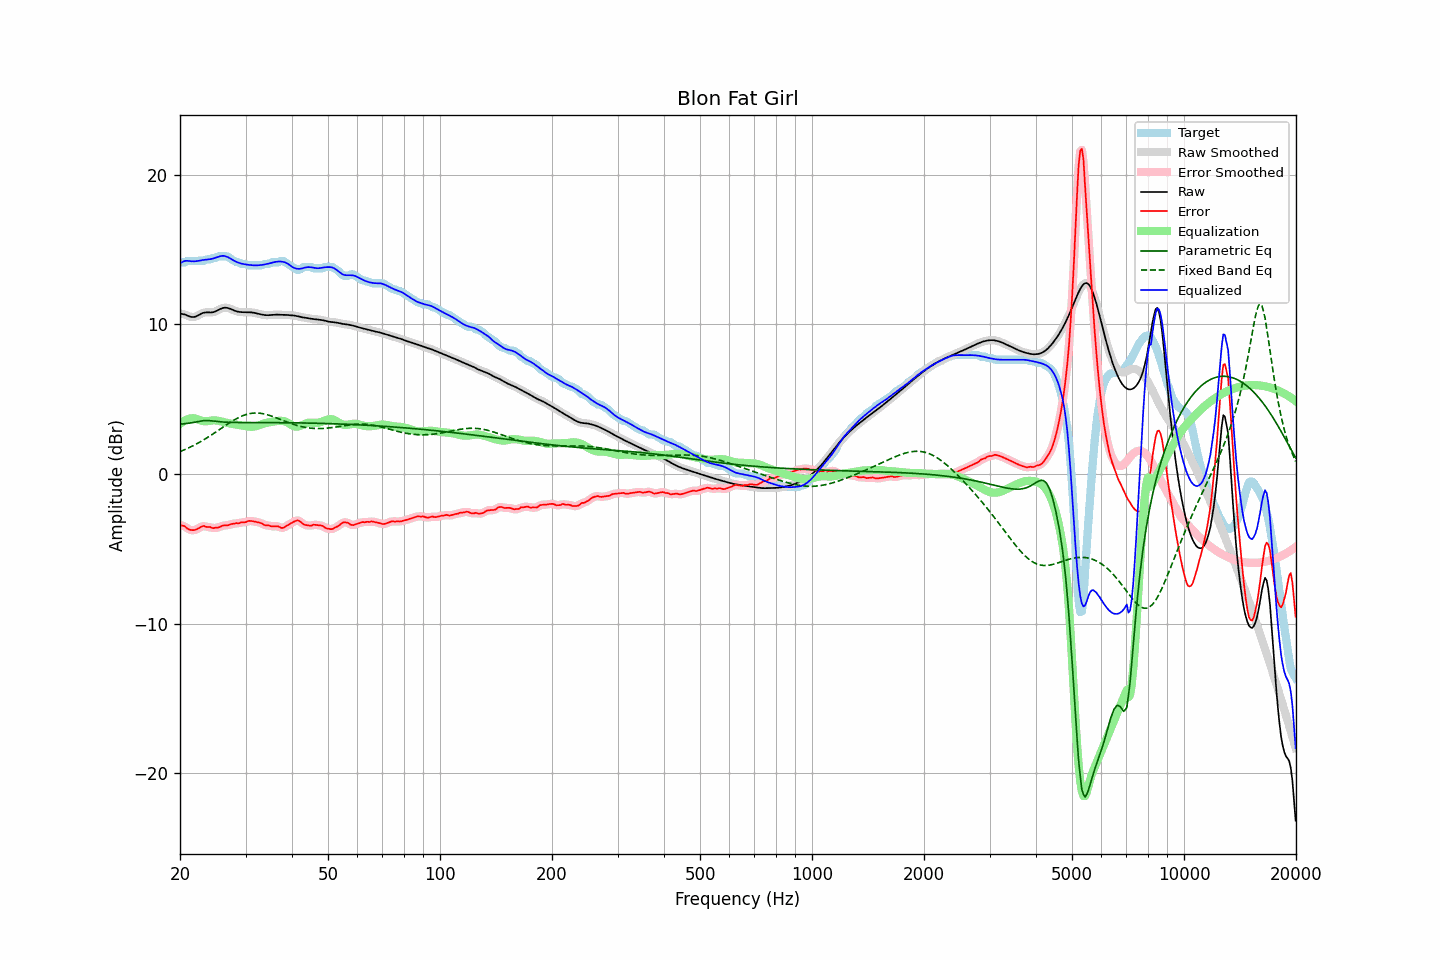 Blon Fat Girl
Target
Raw Smoothed
Error Smoothed
Raw
Error
Equalization
Parametric Eq
Fixed Band Eq
Equalized
Amplitude (dBr)
20
10
0
−10
−20
20 50 100 200 500 1000 2000 5000 10000 20000
Frequency (Hz)